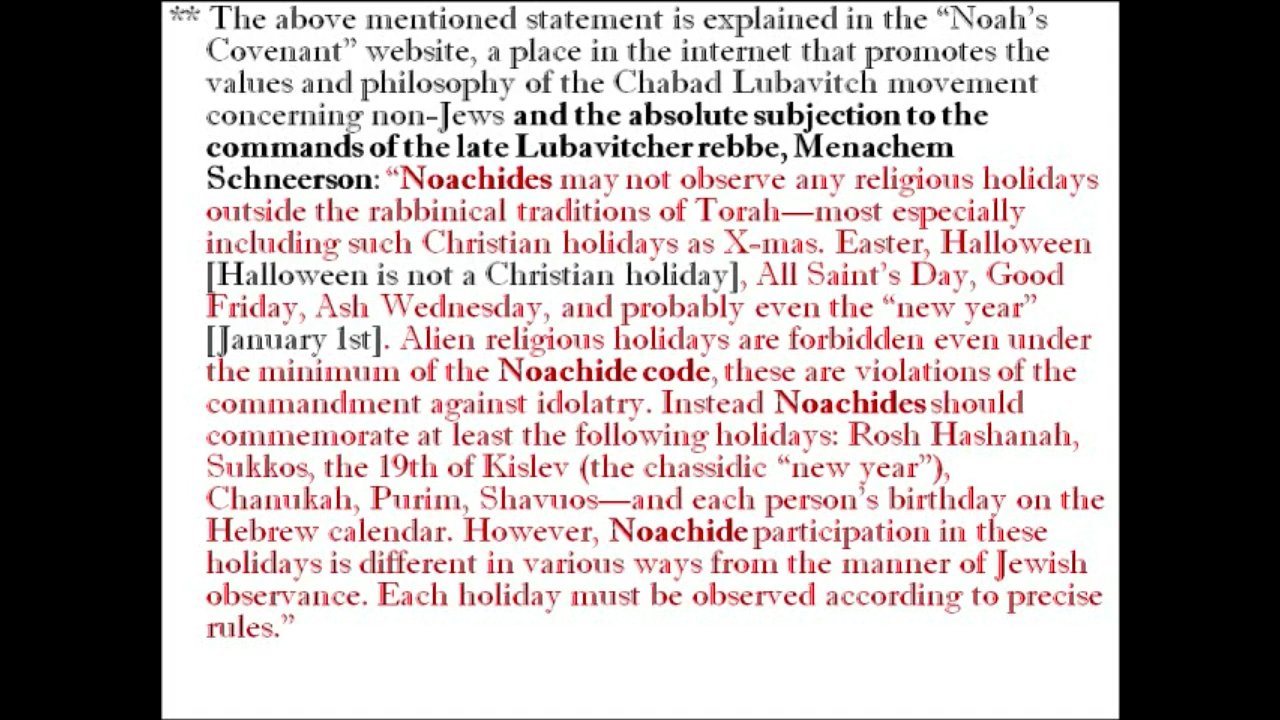 ** The above mentioned statement is explained in the “Noah’s
Covenant” website, a place in the internet that promotes the
values and philosophy of the Chabad Lubavitch movement
concerning non-Jews and the absolute subjection to the
commands of the late Lubavitcher rebbe, Menachem
Schneerson: “Noachides may not observe any religious holidays
outside the rabbinical traditions of Torah—most especially
including such Christian holidays as X-mas. Easter, Halloween
[Halloween is not a Christian holiday], All Saint’s Day, Good
Friday, Ash Wednesday, and probably even the “new year”
[January 1st]. Alien religious holidays are forbidden even under
the minimum of the Noachide code, these are violations of the
commandment against idolatry. Instead Noachides should
commemorate at least the following holidays: Rosh Hashanah,
Sukkos, the 19th of Kislev (the chassidic “new year”),
Chanukah, Purim, Shavuos—and each person’s birthday on the
Hebrew calendar. However, Noachide participation in these
holidays is different in various ways from the manner of Jewish
observance. Each holiday must be observed according to precise
rules.”